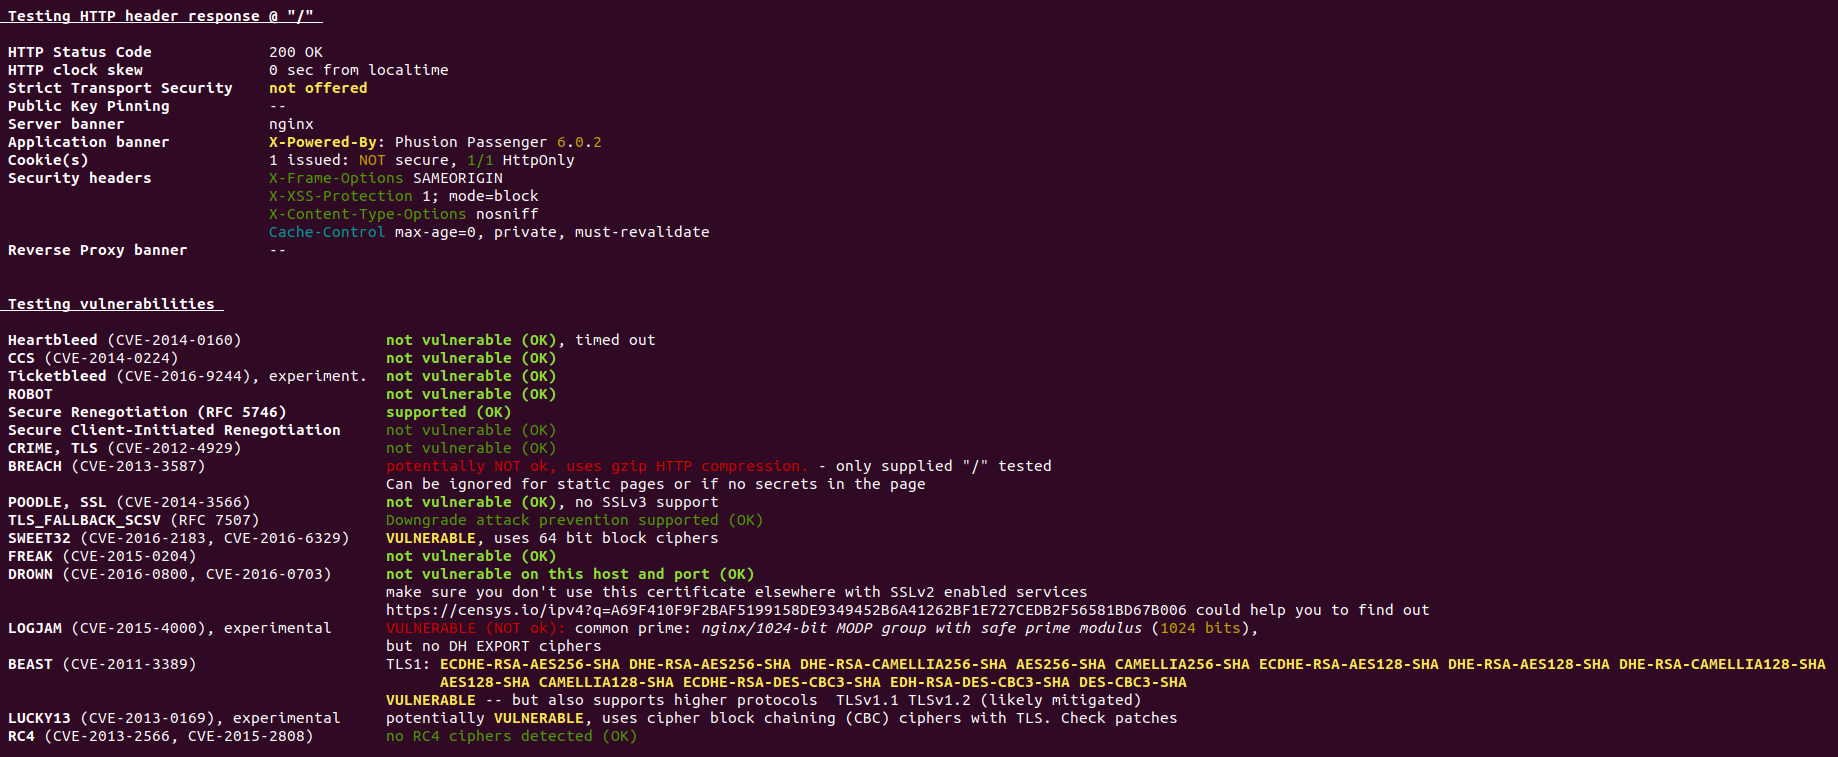 Testing HTTP header response @ "/"
HTTP Status Code 200 OK
HTTP clock skew 0 sec from localtime
Strict Transport Security not offered
Public Key Pinning --
Server banner nginx
Application banner X-Powered-By: Phusion Passenger 6.0.2
Cookie(s) 1 issued: NOT secure, 1/1 HttpOnly
Security headers X-Frame-Options SAMEORIGIN
X-XSS-Protection 1; mode=block
X-Content-Type-Options nosniff
Cache-Control max-age=0, private, must-revalidate
Reverse Proxy banner --
Testing vulnerabilities
Heartbleed (CVE-2014-0160) not vulnerable (OK), timed out
CCS (CVE-2014-0224) not vulnerable (OK)
Ticketbleed (CVE-2016-9244), experiment. not vulnerable (OK)
ROBOT not vulnerable (OK)
Secure Renegotiation (RFC 5746) supported (OK)
Secure Client-Initiated Renegotiation not vulnerable (OK)
CRIME, TLS (CVE-2012-4929) not vulnerable (OK)
BREACH (CVE-2013-3587) potentially NOT ok, uses gzip HTTP compression. - only supplied "/" tested
Can be ignored for static pages or if no secrets in the page
POODLE, SSL (CVE-2014-3566) not vulnerable (OK), no SSLv3 support
TLS_FALLBACK_SCSV (RFC 7507) Downgrade attack prevention supported (OK)
SWEET32 (CVE-2016-2183, CVE-2016-6329) VULNERABLE, uses 64 bit block ciphers
FREAK (CVE-2015-0204) not vulnerable (OK)
DROWN (CVE-2016-0800, CVE-2016-0703) not vulnerable on this host and port (OK)
make sure you don't use this certificate elsewhere with SSLv2 enabled services
https://censys.io/ipv4?q=A69F410F9F2BAF5199158DE9349452B6A41262BF1E727CEDB2F56581BD67B006 could help you to find out
LOGJAM (CVE-2015-4000), experimental VULNERABLE (NOT ok): common prime: nginx/1024-bit MODP group with safe prime modulus (1024 bits),
but no DH EXPORT ciphers
BEAST (CVE-2011-3389) TLS1: ECDHE-RSA-AES256-SHA DHE-RSA-AES256-SHA DHE-RSA-CAMELLIA256-SHA AES256-SHA CAMELLIA256-SHA ECDHE-RSA-AES128-SHA DHE-RSA-AES128-SHA DHE-RSA-CAMELLIA128-SHA
AES128-SHA CAMELLIA128-SHA ECDHE-RSA-DES-CBC3-SHA EDH-RSA-DES-CBC3-SHA DES-CBC3-SHA
VULNERABLE -- but also supports higher protocols TLSv1.1 TLSv1.2 (likely mitigated)
LUCKY13 (CVE-2013-0169), experimental potentially VULNERABLE, uses cipher block chaining (CBC) ciphers with TLS. Check patches
RC4 (CVE-2013-2566, CVE-2015-2808) no RC4 ciphers detected (OK)